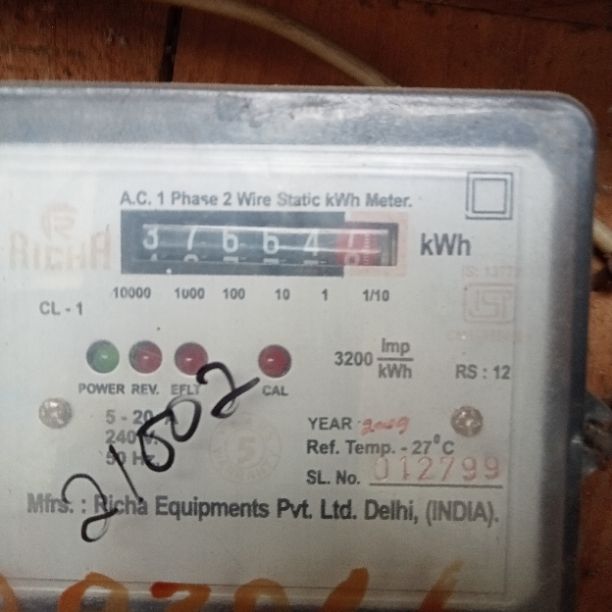 A.C. 1 Phase 2 Wire Static kWh Meter.
3 7 6 6 4 7
kWh
10000 1000 100 10 1 1/10
RICHA
CL - 1
3200 Imp/kWh
RS : 12
POWER REV. EFLT CAL
21502
5 - 20 A
240 V.
50 Hz
YEAR 2009
Ref. Temp. - 27°C
SL. No. 012799
Mfrs. : Richa Equipments Pvt. Ltd. Delhi, (INDIA).